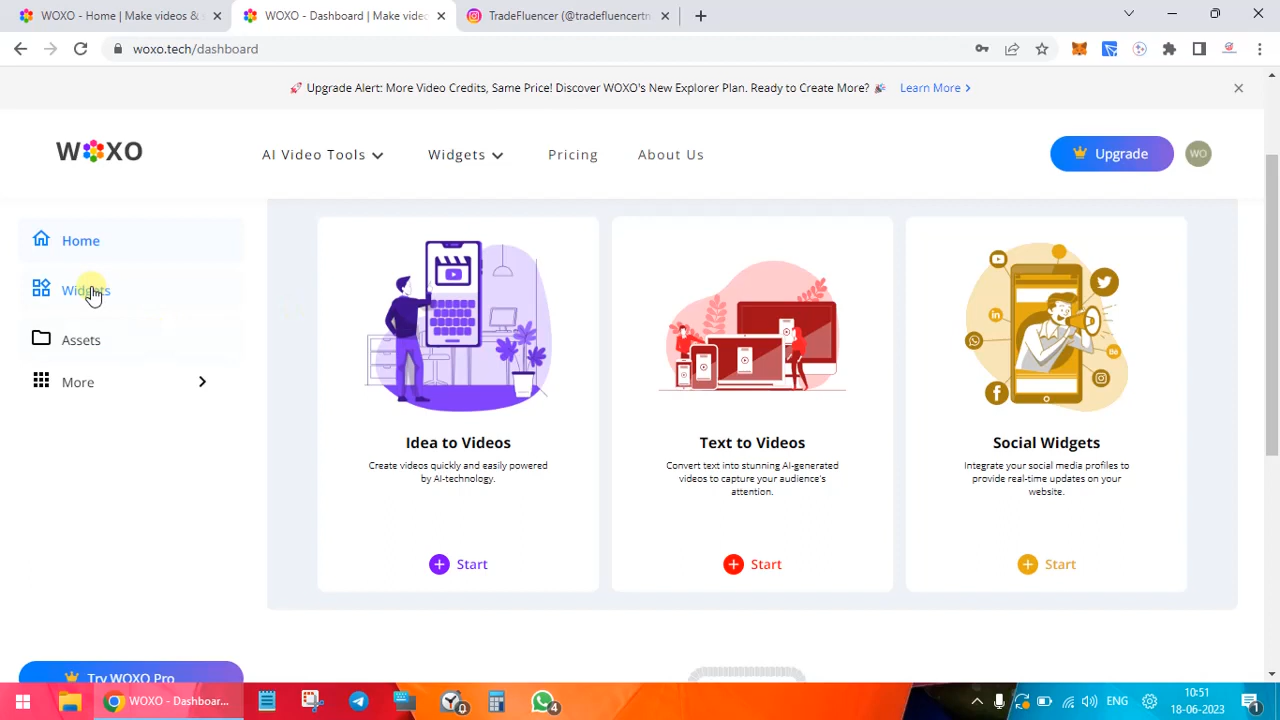 WOXO - Home | Make videos & s
WOXO - Dashboard | Make video
TradeFluencer (@tradefluencertn
woxo.tech/dashboard
🚀 Upgrade Alert: More Video Credits, Same Price! Discover WOXO's New Explorer Plan. Ready to Create More? 🎉 Learn More >
WOXO
AI Video Tools
Widgets
Pricing
About Us
Upgrade
WO
Home
Widgets
Assets
More
Idea to Videos
Create videos quickly and easily powered
by AI-technology.
Start
Text to Videos
Convert text into stunning AI-generated
videos to capture your audience's
attention.
Start
Social Widgets
Integrate your social media profiles to
provide real-time updates on your
website.
Start
Try WOXO Pro
WOXO - Dashboar...
0
4
ENG
10:51
18-06-2023
1